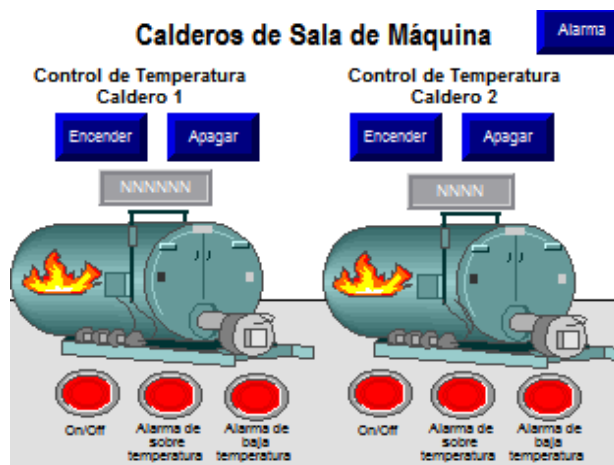 Calderos de Sala de Máquina
Alarma
Control de Temperatura
Caldero 1
Control de Temperatura
Caldero 2
Encender
Apagar
Encender
Apagar
NNNNNN
NNNN
On/Off
Alarma de
sobre
temperatura
Alarma de
baja
temperatura
On/Off
Alarma de
sobre
temperatura
Alarma de
baja
temperatura